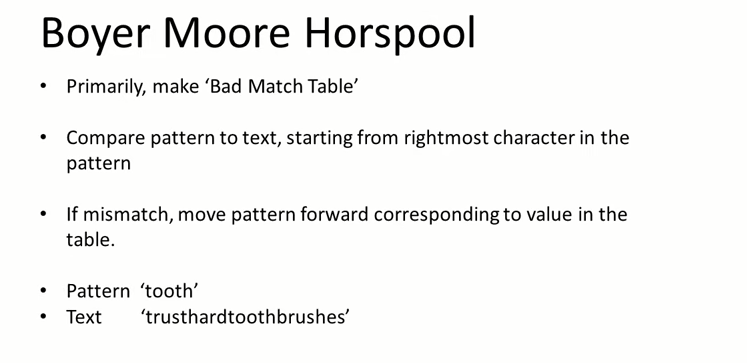 Boyer Moore Horspool
• Primarily, make ‘Bad Match Table’
• Compare pattern to text, starting from rightmost character in the
pattern
• If mismatch, move pattern forward corresponding to value in the
table.
• Pattern ‘tooth’
• Text ‘trusthardtoothbrushes’